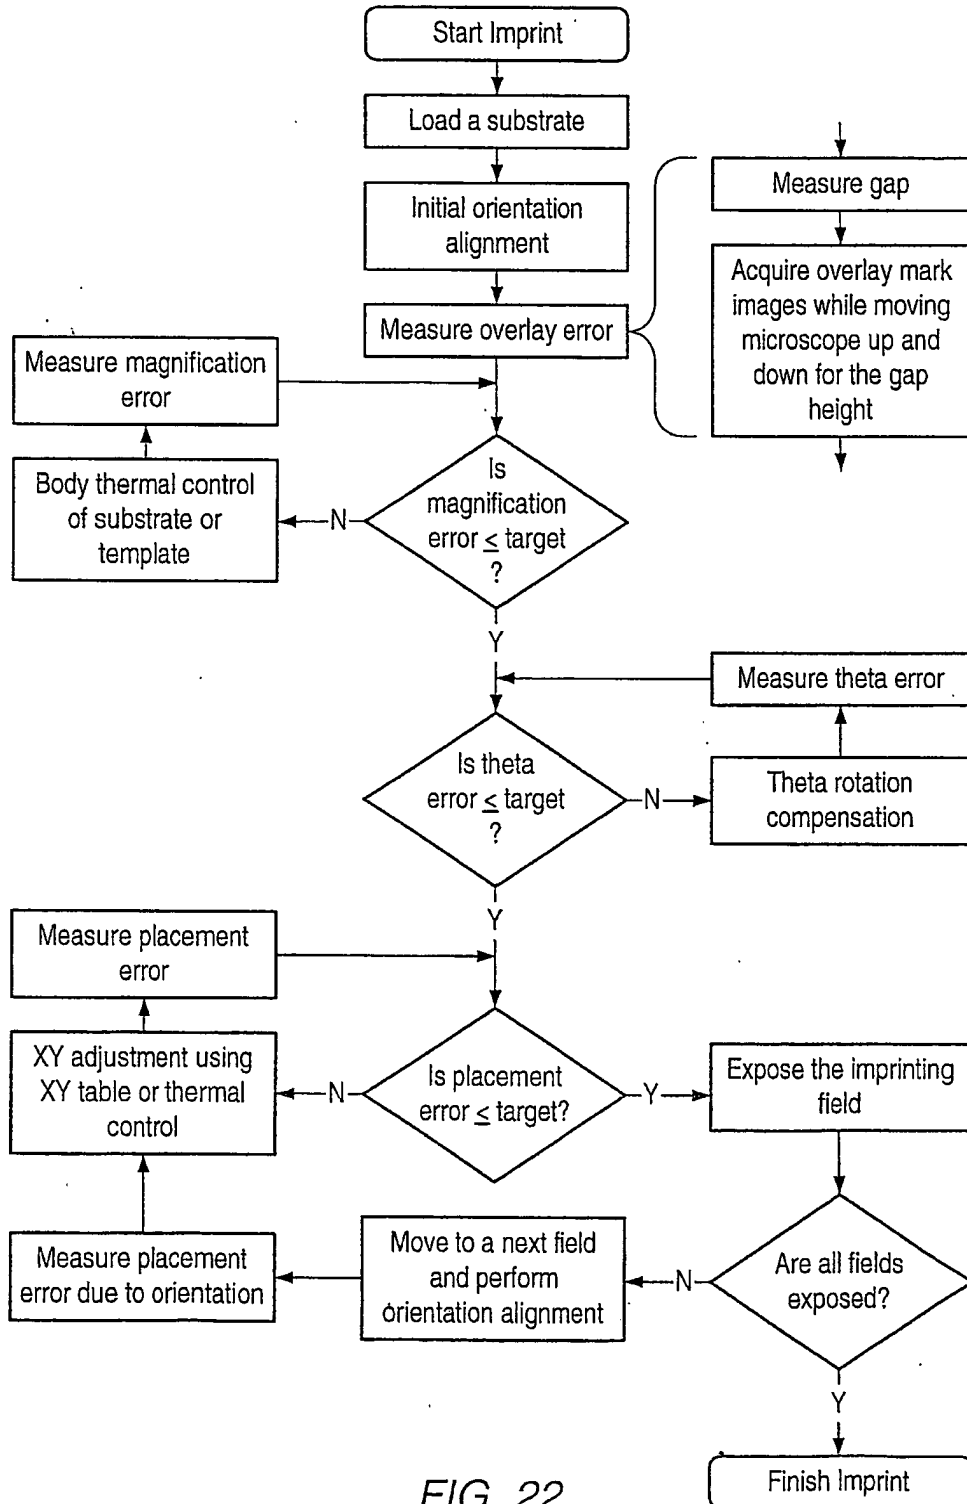 Start Imprint
Load a substrate
Initial orientation
alignment
Measure overlay error
Measure gap
Acquire overlay mark
images while moving
microscope up and
down for the gap
height
Measure magnification
error
Body thermal control
of substrate or
template
N
Is
magnification
error ≤ target
?
Y
Measure theta error
Is theta
error ≤ target
?
N
Theta rotation
compensation
Y
Measure placement
error
XY adjustment using
XY table or thermal
control
N
Is placement
error ≤ target?
Y
Expose the imprinting
field
Measure placement
error due to orientation
Move to a next field
and perform
orientation alignment
N
Are all fields
exposed?
Y
Finish Imprint
FIG. 22